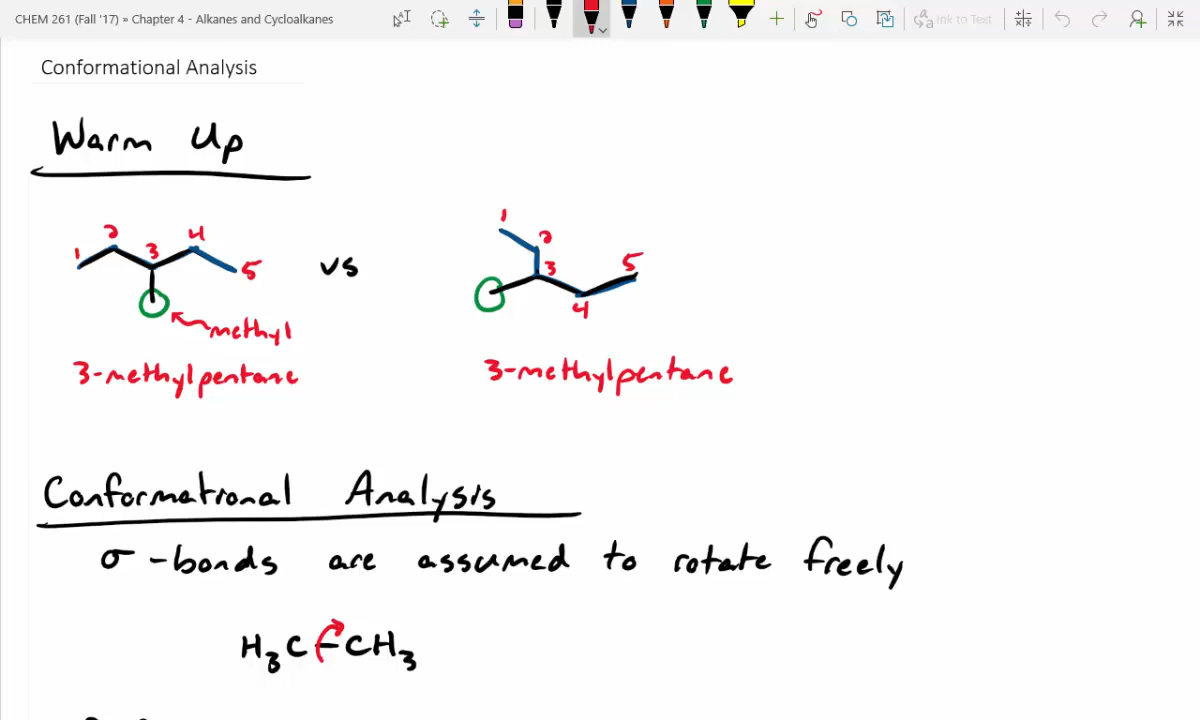 CHEM 261 (Fall '17) » Chapter 4 - Alkanes and Cycloalkanes
Ink to Text
Conformational Analysis
Warm Up
1 2 3 4 5
vs
1 2 3 4 5
methyl
3-methylpentane
3-methylpentane
Conformational Analysis
σ-bonds are assumed to rotate freely
H₃C-CH₃